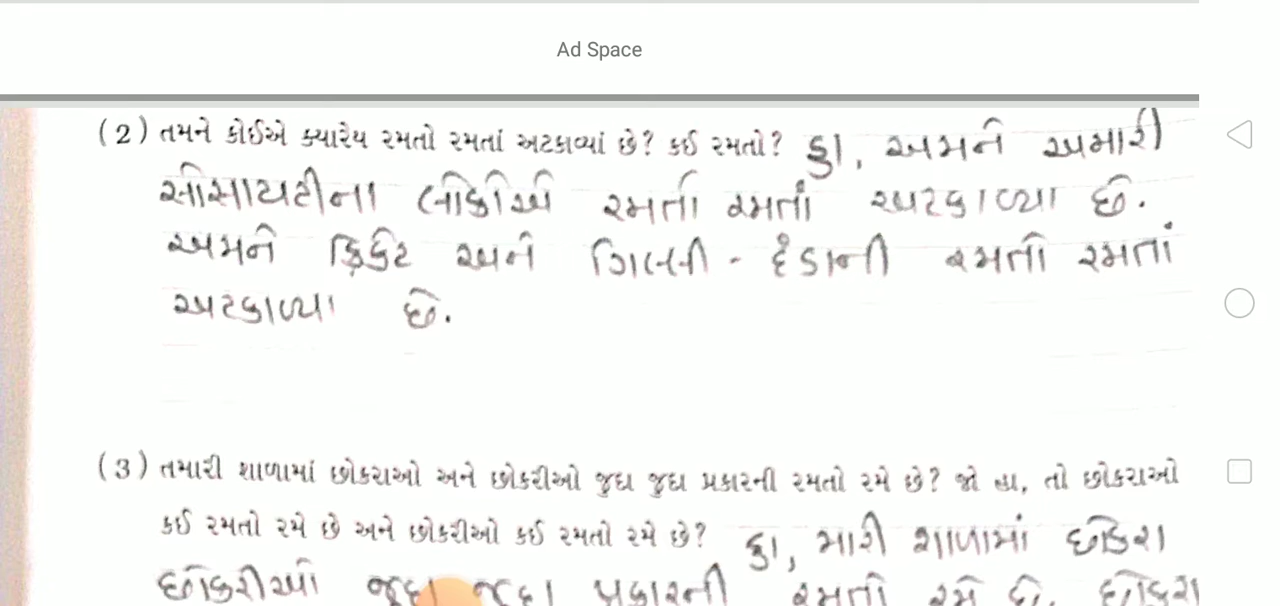 Ad Space
(2) તમને કોઈએ ક્યારેય રમતો રમતાં અટકાવ્યાં છે? કઈ રમતો? હા, અમને અમારી
સોસાયટીના લોકોએ રમતો રમતાં અટકાવ્યા છે.
અમને ક્રિકેટ અને ગિલ્લી - દંડાની રમતો રમતાં
અટકાવ્યા છે.
(3) તમારી શાળામાં છોકરાઓ અને છોકરીઓ જુદા જુદા પ્રકારની રમતો રમે છે? જો હા, તો છોકરાઓ
કઈ રમતો રમે છે અને છોકરીઓ કઈ રમતો રમે છે? હા, મારી શાળામાં છોકરા
છોકરીઓ જુદા જુદા પ્રકારની રમતો રમે છે. છોકરા